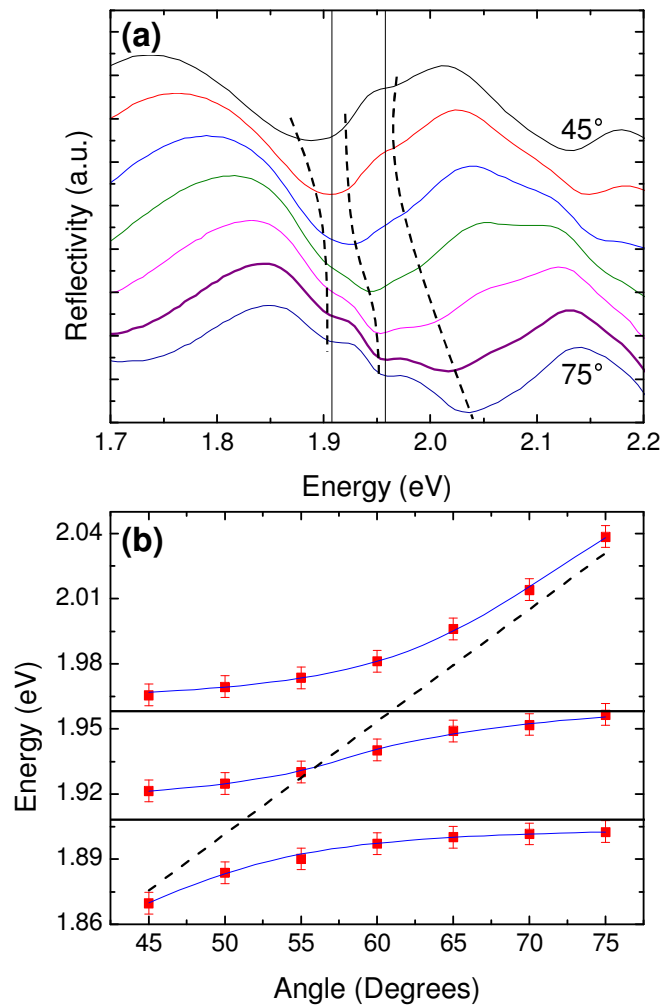 (a)
45°
75°
Reflectivity (a.u.)
1.7 1.8 1.9 2.0 2.1 2.2
Energy (eV)
(b)
2.04
2.01
1.98
1.95
1.92
1.89
1.86
Energy (eV)
45 50 55 60 65 70 75
Angle (Degrees)